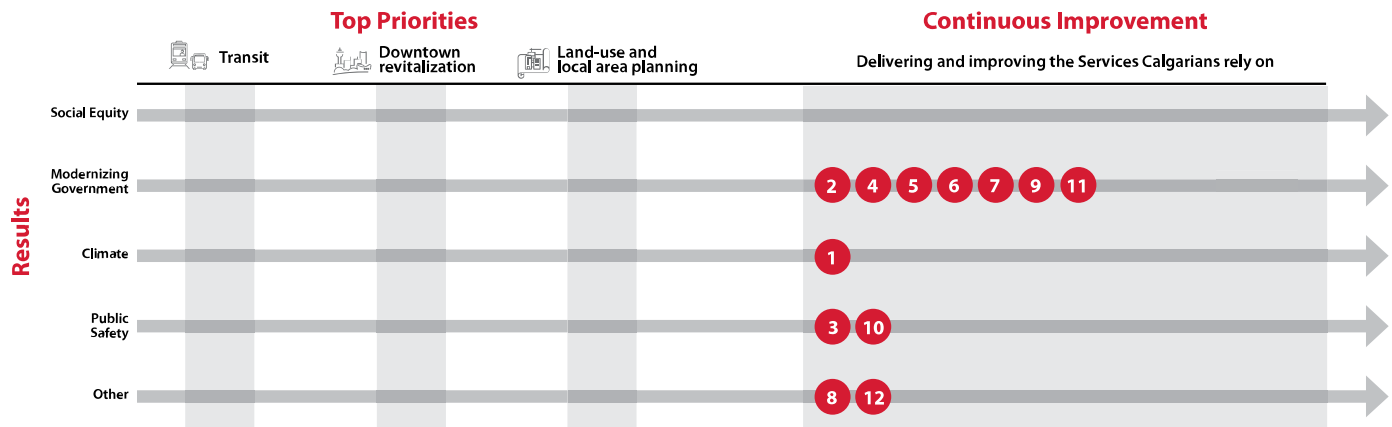 Top Priorities
Continuous Improvement
Transit
Downtown
revitalization
Land-use and
local area planning
Delivering and improving the Services Calgarians rely on
Results
Social Equity
Modernizing
Government
2 4 5 6 7 9 11
Climate
1
Public
Safety
3 10
Other
8 12